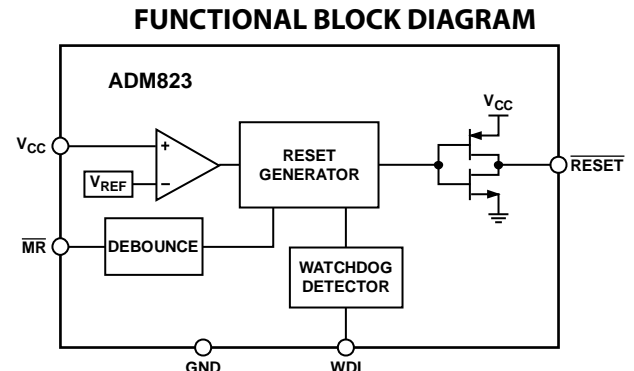 FUNCTIONAL BLOCK DIAGRAM
ADM823
VCC
VCC
+
RESET
GENERATOR
RESET
VREF
−
MR
DEBOUNCE
WATCHDOG
DETECTOR
GND
WDI